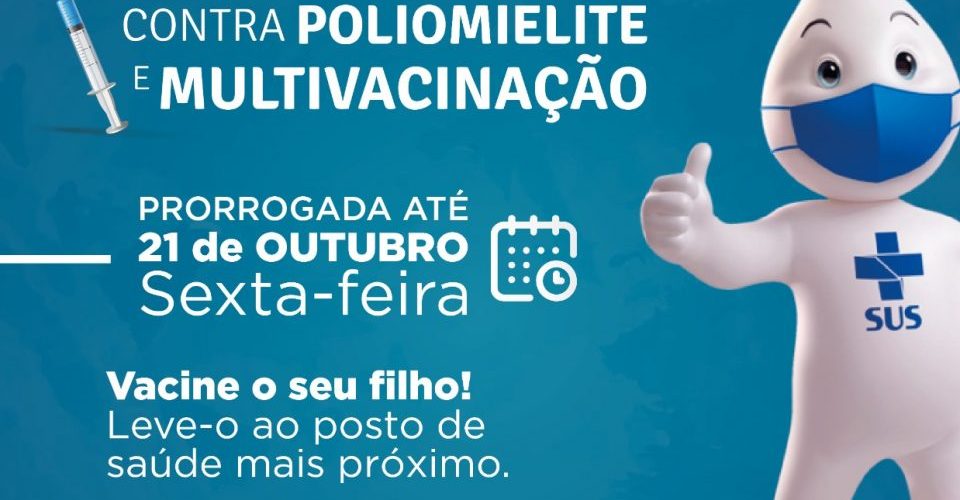 CONTRA POLIOMIELITE
E MULTIVACINAÇÃO
PRORROGADA ATÉ
21 de OUTUBRO
Sexta-feira
Vacine o seu filho!
Leve-o ao posto de
saúde mais próximo.
SUS